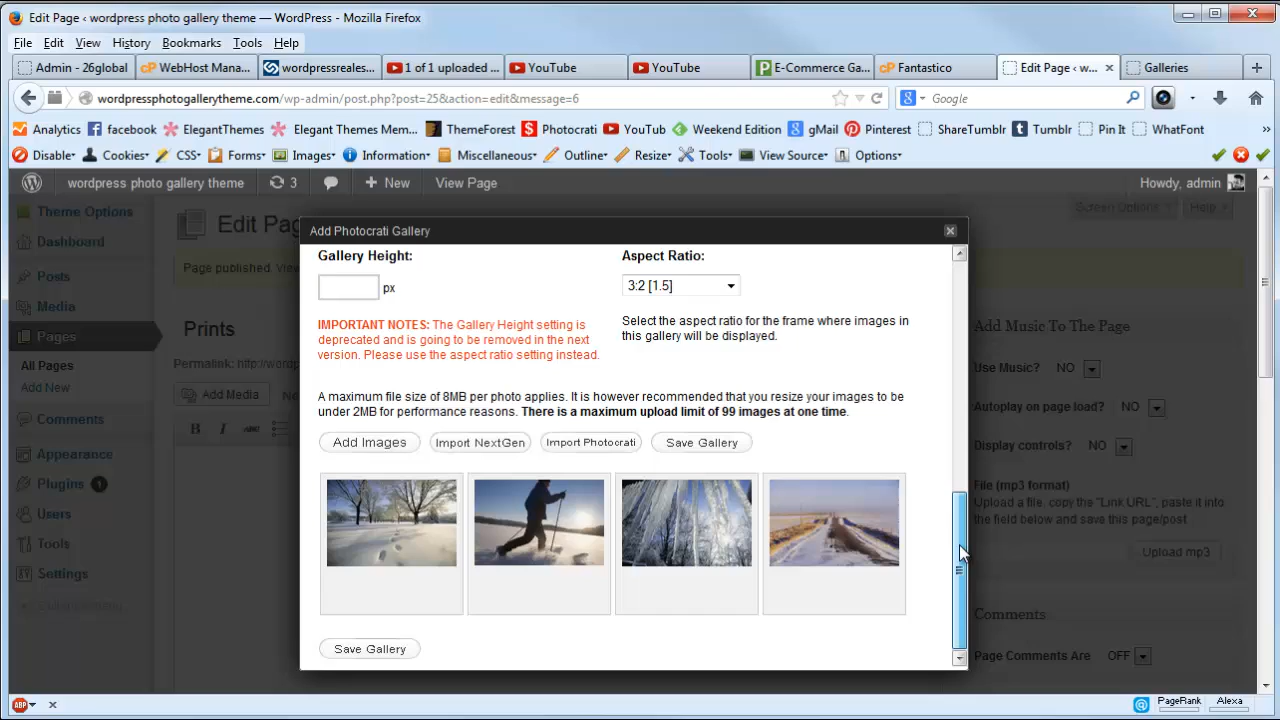 Edit Page ‹ wordpress photo gallery theme — WordPress - Mozilla Firefox
File Edit View History Bookmarks Tools Help
Admin - 26global
WebHost Mana...
wordpressreales...
1 of 1 uploaded ...
YouTube
YouTube
E-Commerce Ga...
Fantastico
Edit Page ‹ w...
Galleries
wordpressphotogallerytheme.com/wp-admin/post.php?post=25&action=edit&message=6
Google
Analytics facebook ElegantThemes Elegant Themes Mem... ThemeForest Photocrati YouTub Weekend Edition gMail Pinterest ShareTumblr Tumblr Pin It WhatFont
Disable Cookies CSS Forms Images Information Miscellaneous Outline Resize Tools View Source Options
wordpress photo gallery theme 3 New View Page Howdy, admin
Theme Options
Dashboard
Posts
Media
Pages
All Pages
Add New
Comments
Appearance
Plugins 1
Users
Tools
Settings
Edit Pag
Screen Options Help
Page published. View
Prints
Permalink: http://wordp
Add Media
B I ABC
Add Photocrati Gallery
Gallery Height:
px
IMPORTANT NOTES: The Gallery Height setting is
deprecated and is going to be removed in the next
version. Please use the aspect ratio setting instead.
Aspect Ratio:
3:2 [1.5]
Select the aspect ratio for the frame where images in
this gallery will be displayed.
A maximum file size of 8MB per photo applies. It is however recommended that you resize your images to be
under 2MB for performance reasons. There is a maximum upload limit of 99 images at one time.
Add Images Import NextGen Import Photocrati Save Gallery
Save Gallery
Add Music To The Page
Use Music? NO
Autoplay on page load? NO
Display controls? NO
File (mp3 format)
Upload a file, copy the "Link URL", paste it into
the field below and save this page/post
Upload mp3
Comments
Page Comments Are OFF
ABP
PageRank
Alexa